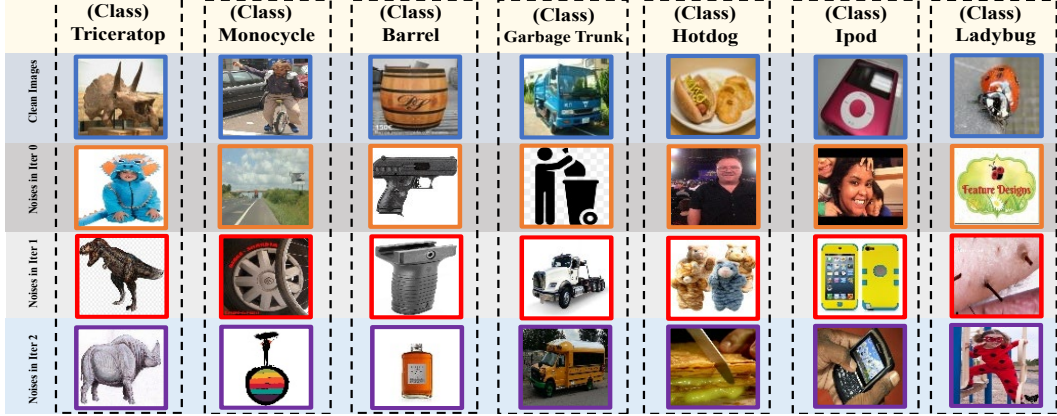 (Class)
Triceratop
(Class)
Monocycle
(Class)
Barrel
(Class)
Garbage Trunk
(Class)
Hotdog
(Class)
Ipod
(Class)
Ladybug
Clean Images
Noises in Iter 0
Feature Designs
Noises in Iter 1
Noises in Iter 2